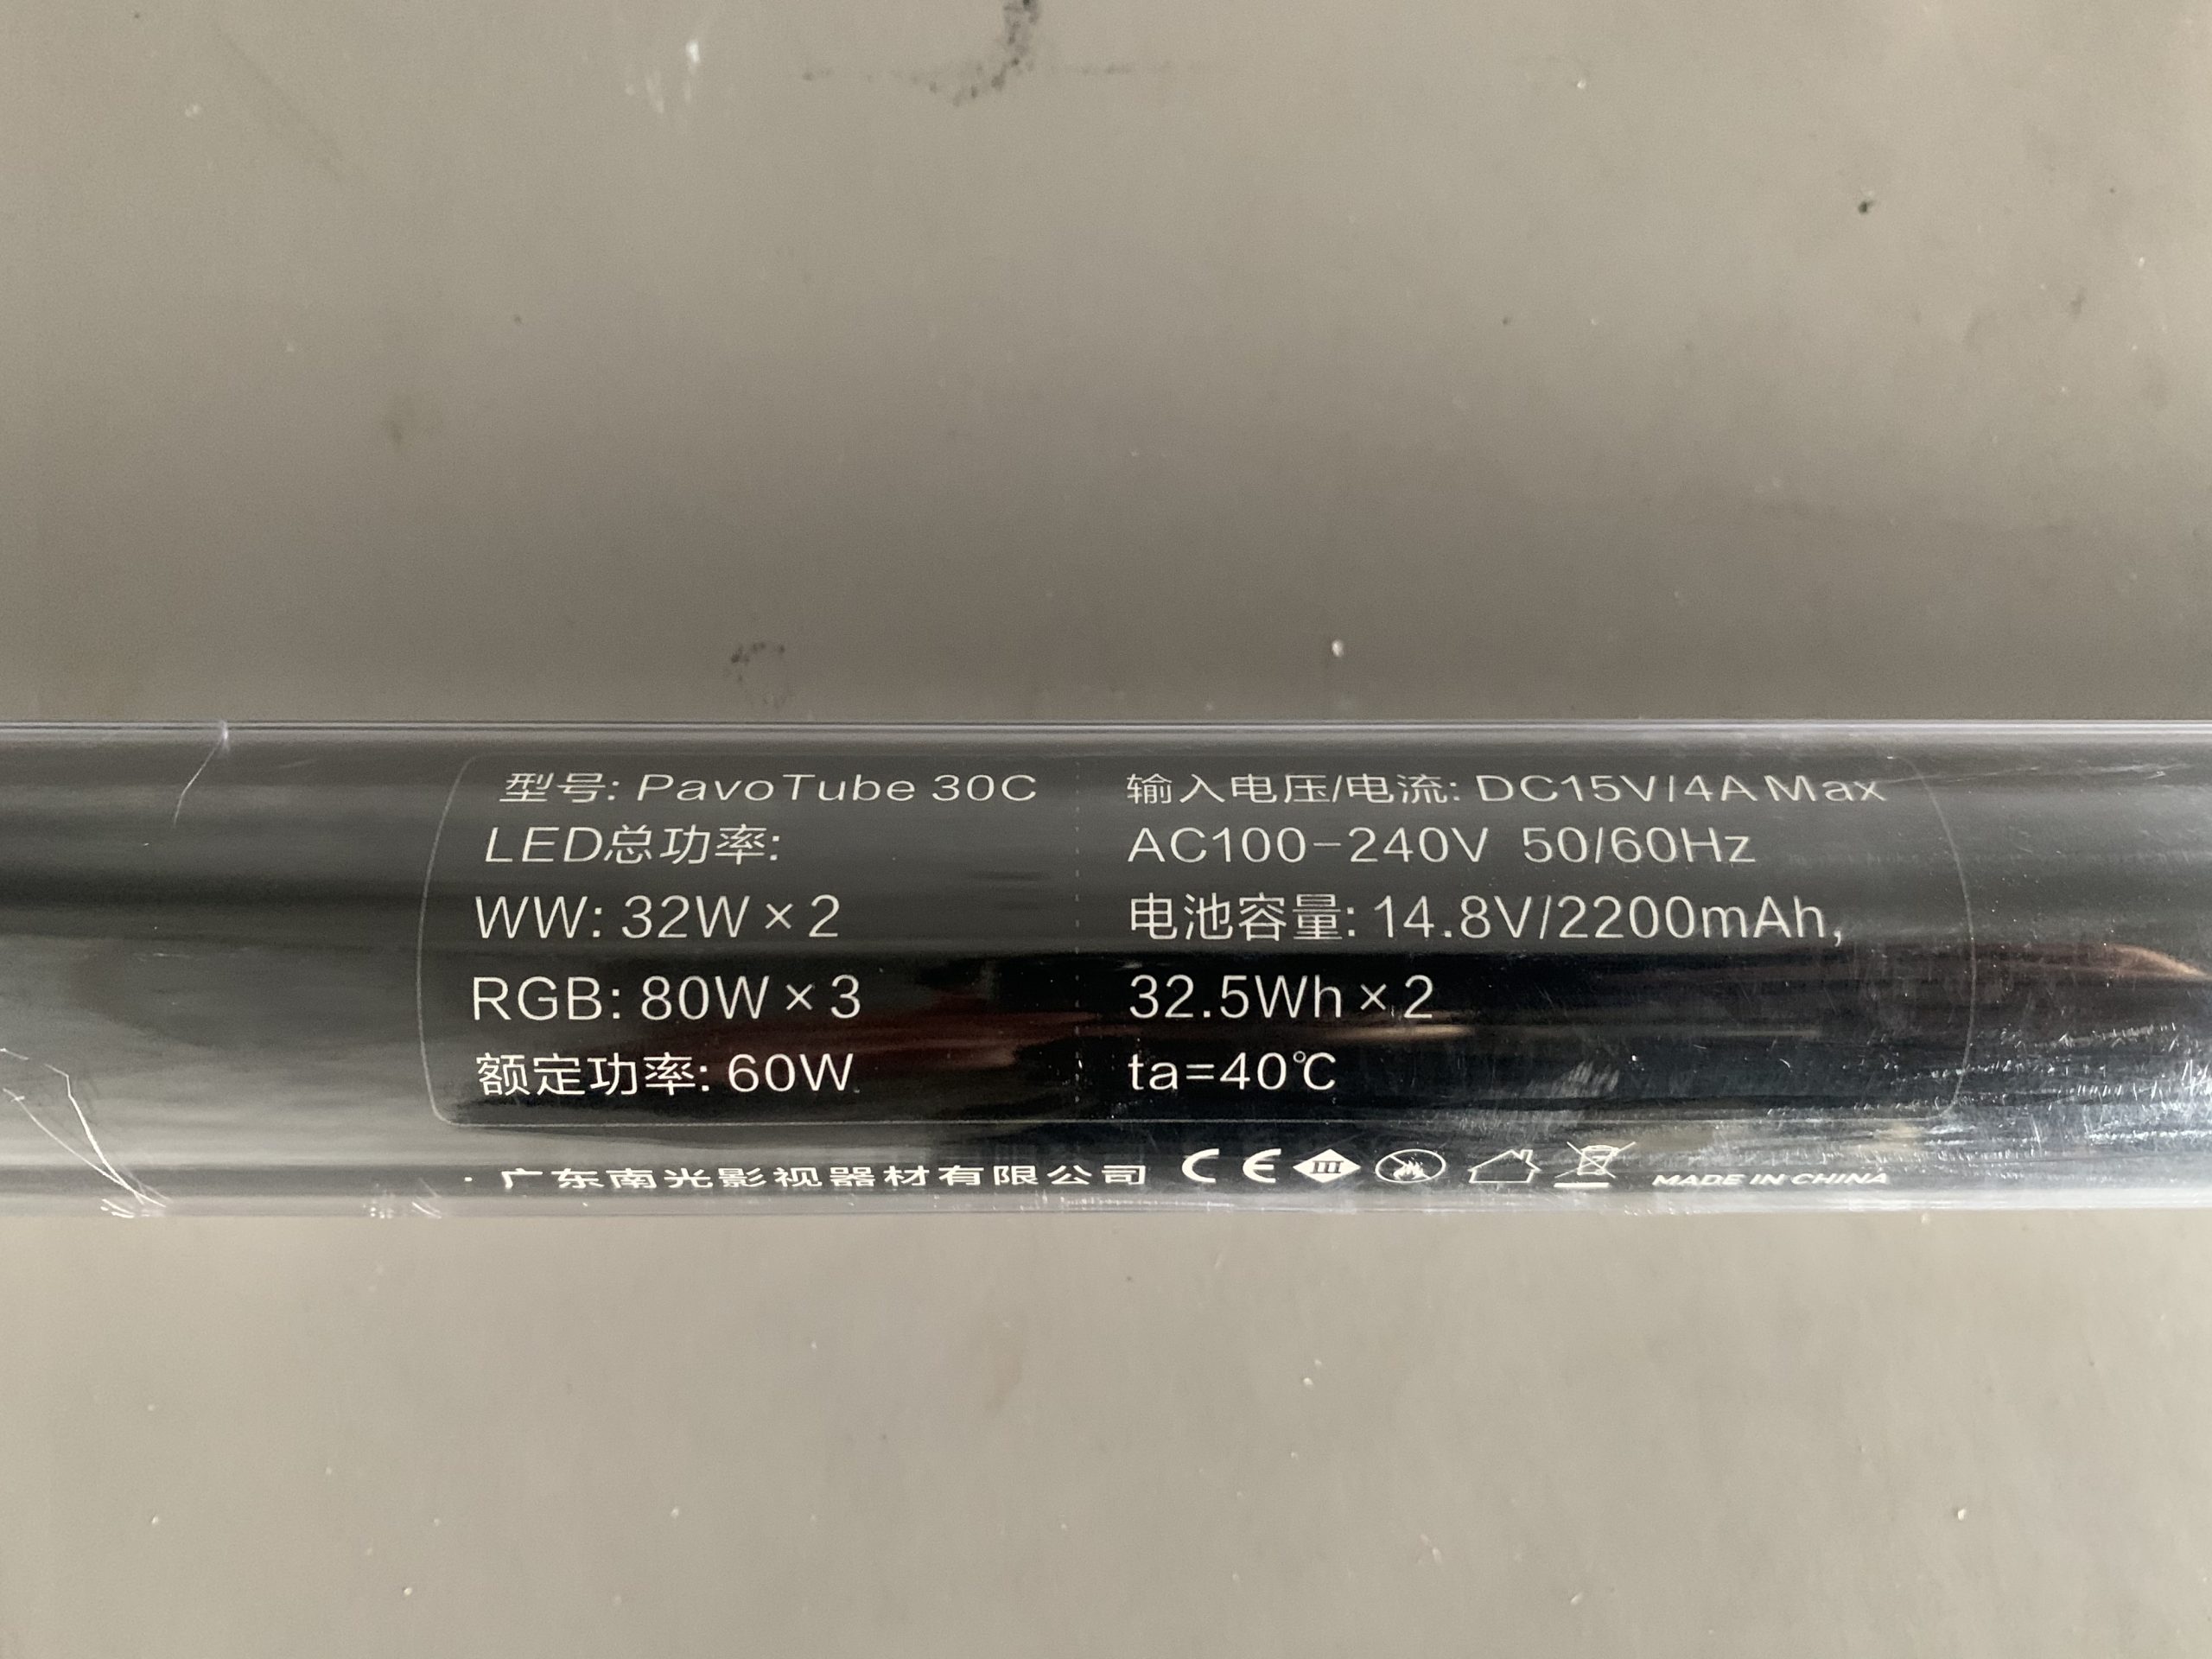 型号: PavoTube 30C
LED总功率:
WW: 32W×2
RGB: 80W×3
额定功率: 60W
输入电压/电流: DC15V/4A Max
AC100-240V 50/60Hz
电池容量: 14.8V/2200mAh,
32.5Wh×2
ta=40℃
·广东南光影视器材有限公司 CE III MADE IN CHINA